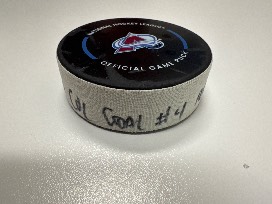 NATIONAL HOCKEY LEAGUE
OFFICIAL GAME PUCK
COL GOAL #4